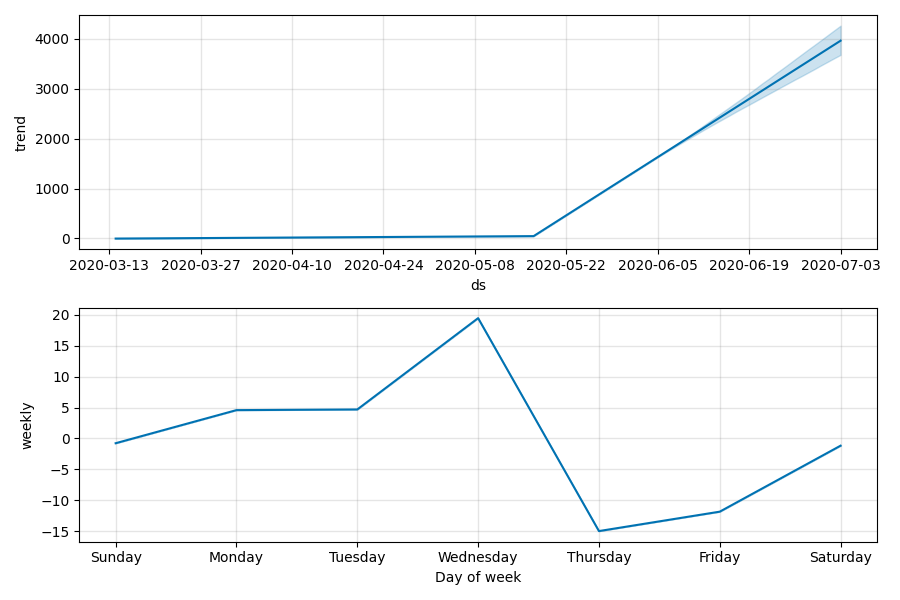 4000
3000
2000
1000
0
trend
2020-03-13 2020-03-27 2020-04-10 2020-04-24 2020-05-08 2020-05-22 2020-06-05 2020-06-19 2020-07-03
ds
20
15
10
5
0
−5
−10
−15
weekly
Sunday Monday Tuesday Wednesday Thursday Friday Saturday
Day of week